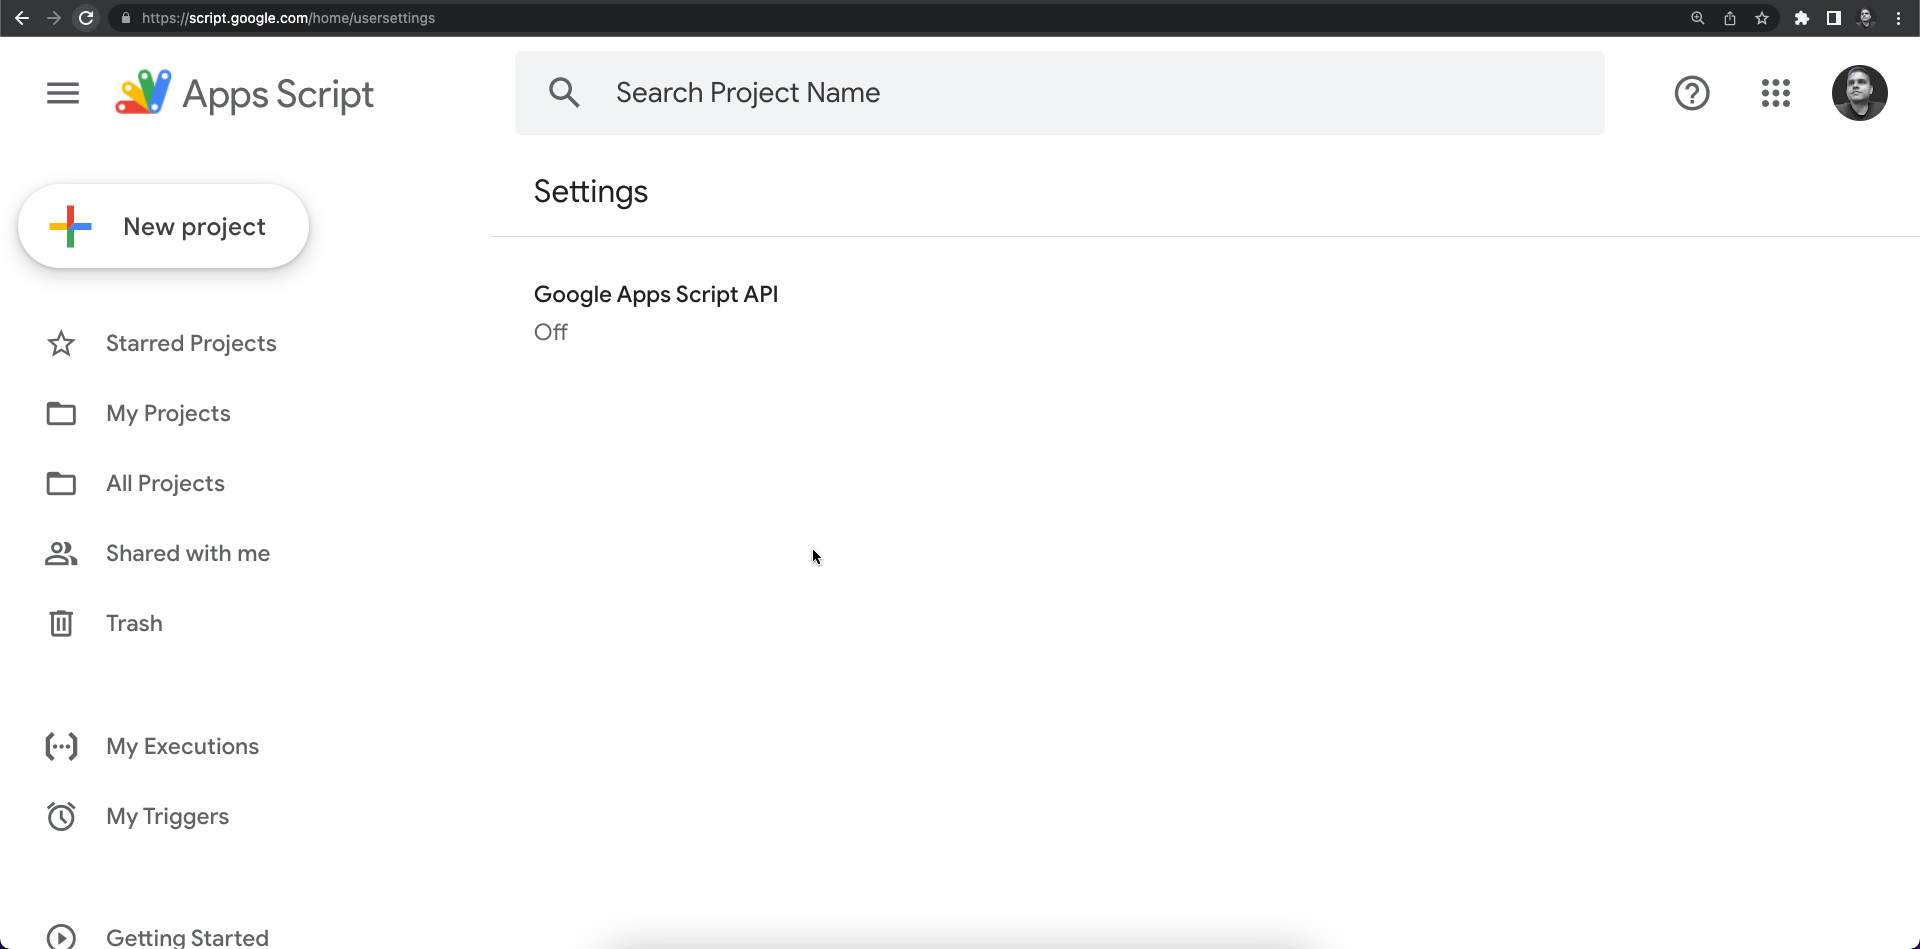 https://script.google.com/home/usersettings
Apps Script
Search Project Name
New project
Settings
Google Apps Script API
Off
Starred Projects
My Projects
All Projects
Shared with me
Trash
My Executions
My Triggers
Getting Started